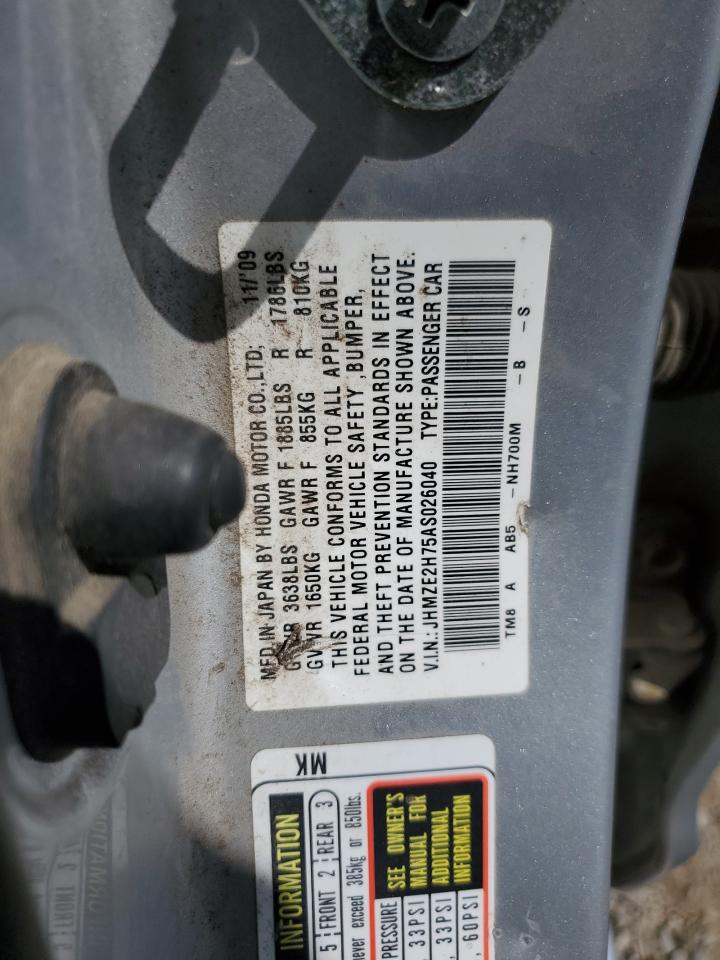 MFD IN JAPAN BY HONDA MOTOR CO.,LTD; 11/'09
3638LBS GAWR F 1885LBS R 1786LBS
GVWR 1650KG GAWR F 855KG R 810KG
THIS VEHICLE CONFORMS TO ALL APPLICABLE
FEDERAL MOTOR VEHICLE SAFETY ,BUMPER,
AND THEFT PREVENTION STANDARDS IN EFFECT
ON THE DATE OF MANUFACTURE SHOWN ABOVE.
V.I.N.:JHMZE2H75AS026040 TYPE:PASSENGER CAR
TM8 A AB5 -NH700M -B -S
MK
INFORMATION
5 FRONT 2 REAR 3
never exceed 385kg or 850lbs.
PRESSURE SEE OWNER'S
MANUAL FOR
ADDITIONAL
INFORMATION
33PSI
, 33PSI
, 60PSI